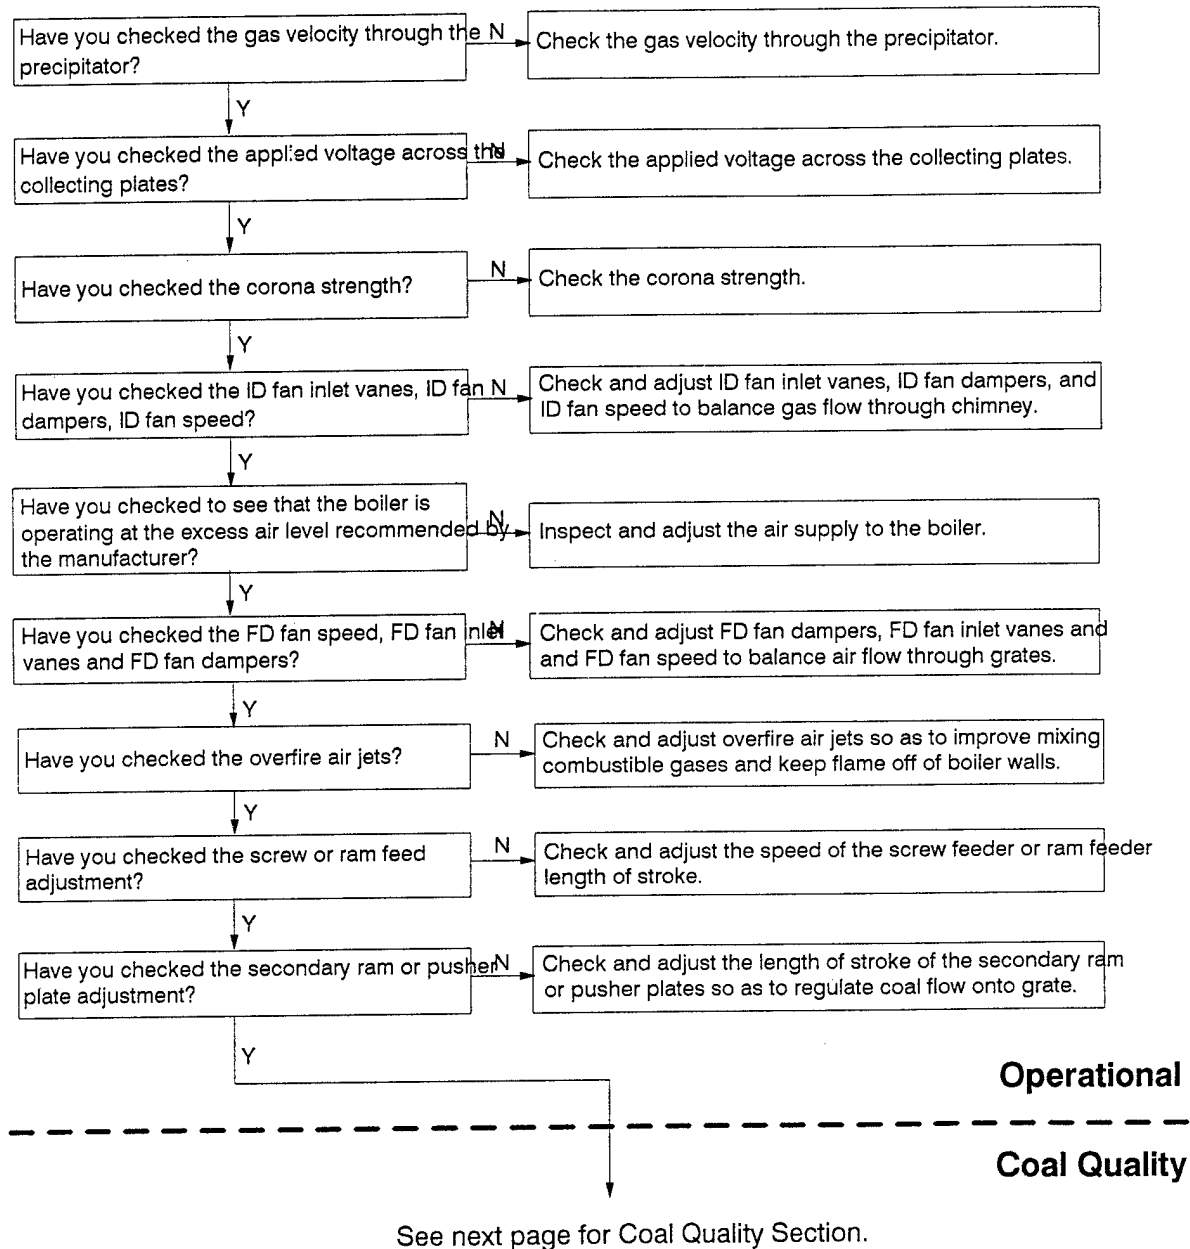 Have you checked the gas velocity through the
precipitator?
N
Check the gas velocity through the precipitator.
Y
Have you checked the applied voltage across the
collecting plates?
N
Check the applied voltage across the collecting plates.
Y
Have you checked the corona strength?
N
Check the corona strength.
Y
Have you checked the ID fan inlet vanes, ID fan
dampers, ID fan speed?
N
Check and adjust ID fan inlet vanes, ID fan dampers, and
ID fan speed to balance gas flow through chimney.
Y
Have you checked to see that the boiler is
operating at the excess air level recommended by
the manufacturer?
N
Inspect and adjust the air supply to the boiler.
Y
Have you checked the FD fan speed, FD fan inlet
vanes and FD fan dampers?
N
Check and adjust FD fan dampers, FD fan inlet vanes and
and FD fan speed to balance air flow through grates.
Y
Have you checked the overfire air jets?
N
Check and adjust overfire air jets so as to improve mixing
combustible gases and keep flame off of boiler walls.
Y
Have you checked the screw or ram feed
adjustment?
N
Check and adjust the speed of the screw feeder or ram feeder
length of stroke.
Y
Have you checked the secondary ram or pusher
plate adjustment?
N
Check and adjust the length of stroke of the secondary ram
or pusher plates so as to regulate coal flow onto grate.
Y
Operational
Coal Quality
See next page for Coal Quality Section.